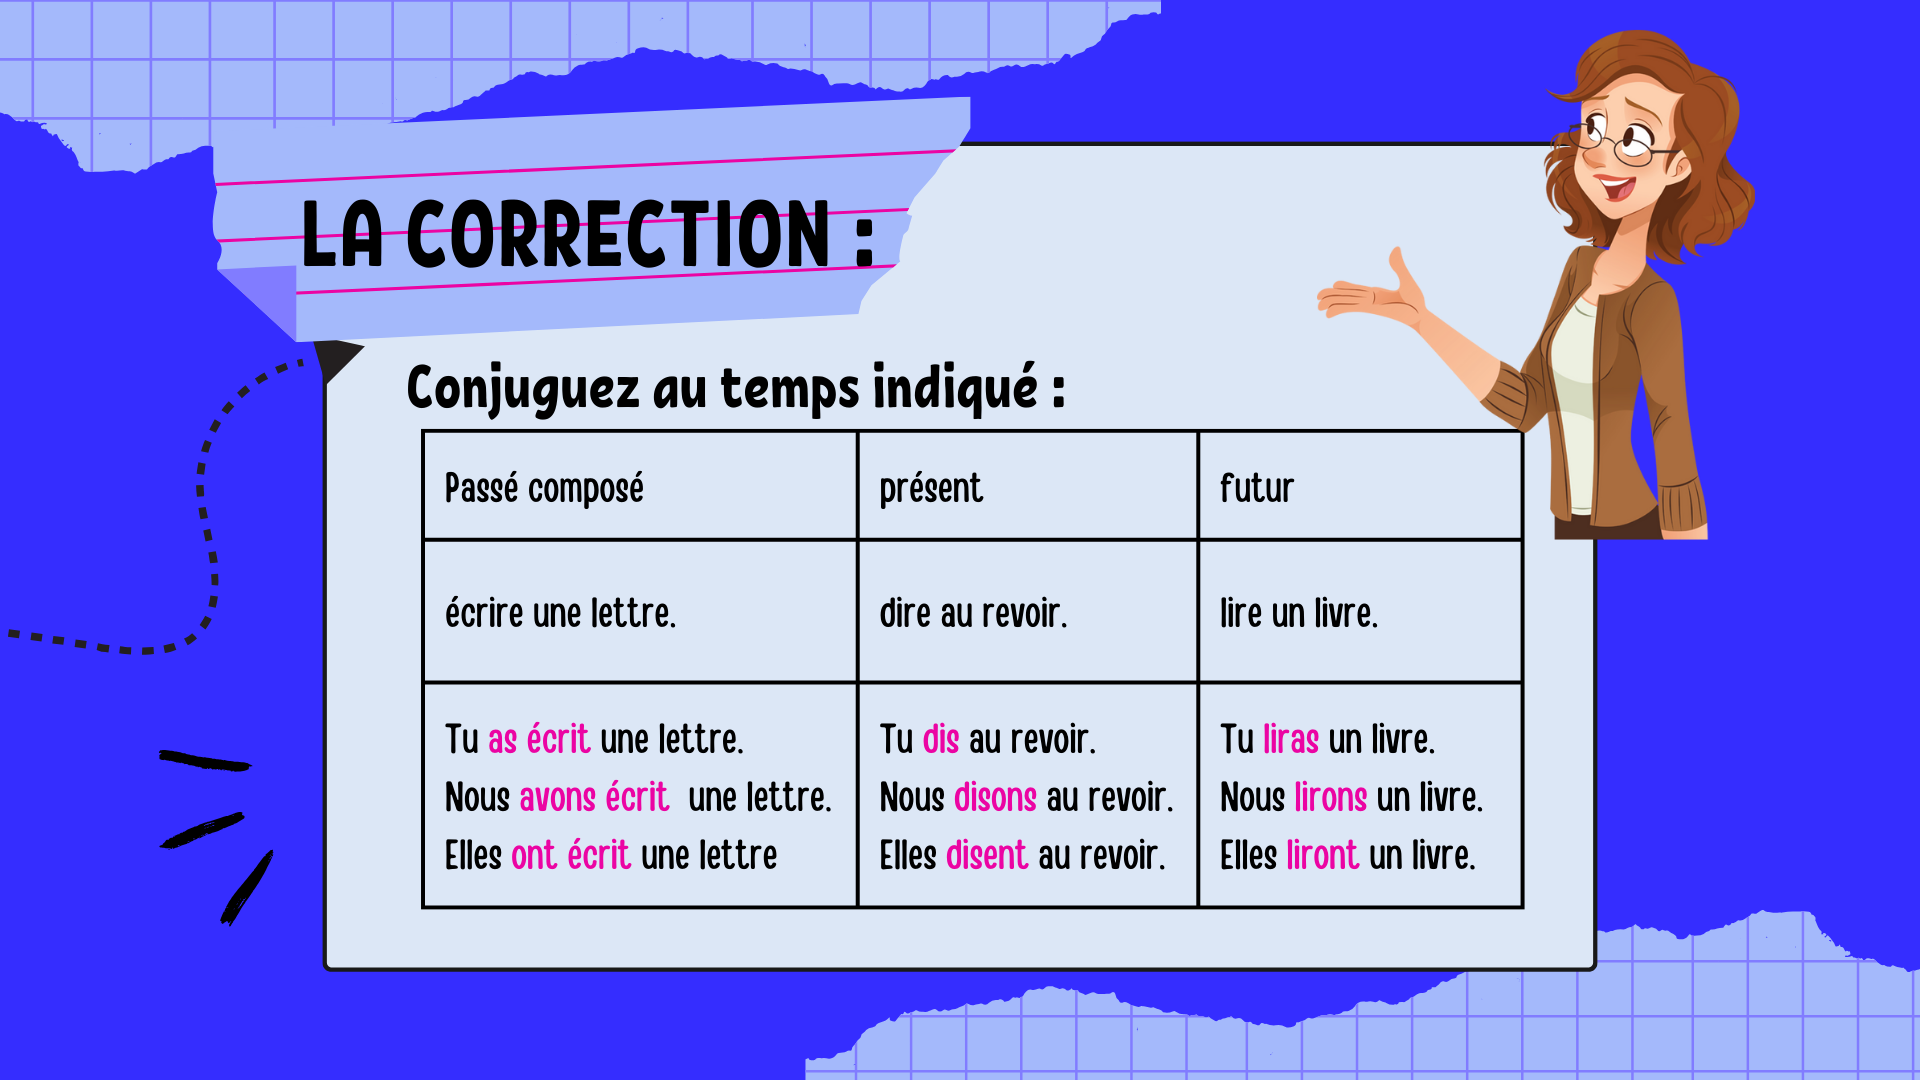 LA CORRECTION :
Conjuguez au temps indiqué :
Passé composé
présent
futur
écrire une lettre.
dire au revoir.
lire un livre.
Tu as écrit une lettre.
Nous avons écrit  une lettre.
Elles ont écrit une lettre
Tu dis au revoir.
Nous disons au revoir.
Elles disent au revoir.
Tu liras un livre.
Nous lirons un livre.
Elles liront un livre.